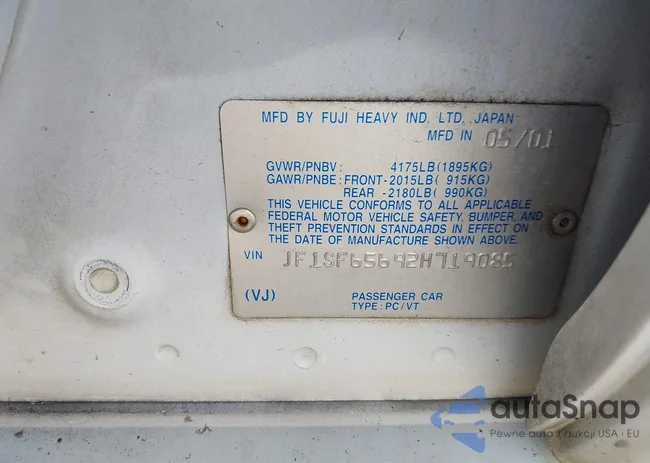 MFD BY FUJI HEAVY IND. LTD. JAPAN
MFD IN 05/01
GVWR/PNBV: 4175LB(1895KG)
GAWR/PNBE: FRONT-2015LB( 915KG)
REAR -2180LB( 990KG)
THIS VEHICLE CONFORMS TO ALL APPLICABLE
FEDERAL MOTOR VEHICLE SAFETY, BUMPER, AND
THEFT PREVENTION STANDARDS IN EFFECT ON
THE DATE OF MANUFACTURE SHOWN ABOVE.
VIN JF1SF65692H719085
(VJ) PASSENGER CAR
TYPE: PC/VT
autaSnap
Pewne auta z aukcji USA i EU